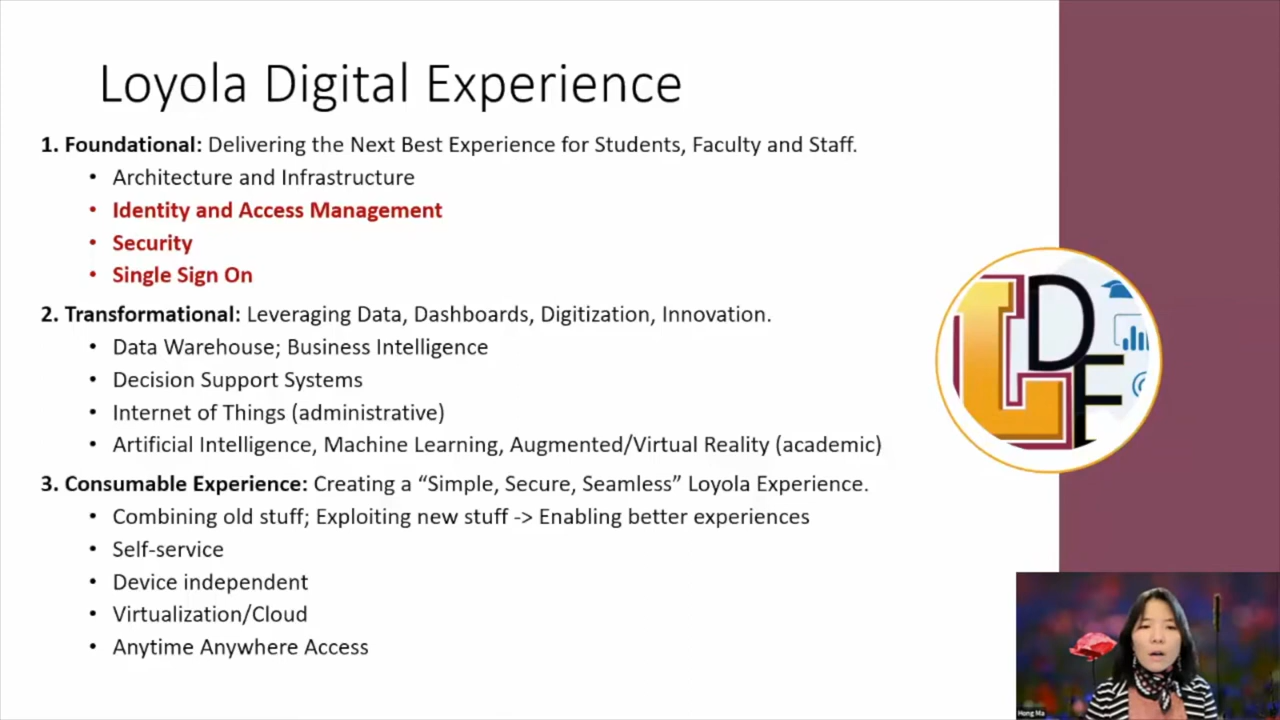 Loyola Digital Experience
1. Foundational: Delivering the Next Best Experience for Students, Faculty and Staff.
• Architecture and Infrastructure
• Identity and Access Management
• Security
• Single Sign On
2. Transformational: Leveraging Data, Dashboards, Digitization, Innovation.
• Data Warehouse; Business Intelligence
• Decision Support Systems
• Internet of Things (administrative)
• Artificial Intelligence, Machine Learning, Augmented/Virtual Reality (academic)
3. Consumable Experience: Creating a “Simple, Secure, Seamless” Loyola Experience.
• Combining old stuff; Exploiting new stuff -> Enabling better experiences
• Self-service
• Device independent
• Virtualization/Cloud
• Anytime Anywhere Access
LDE
Hong Ma